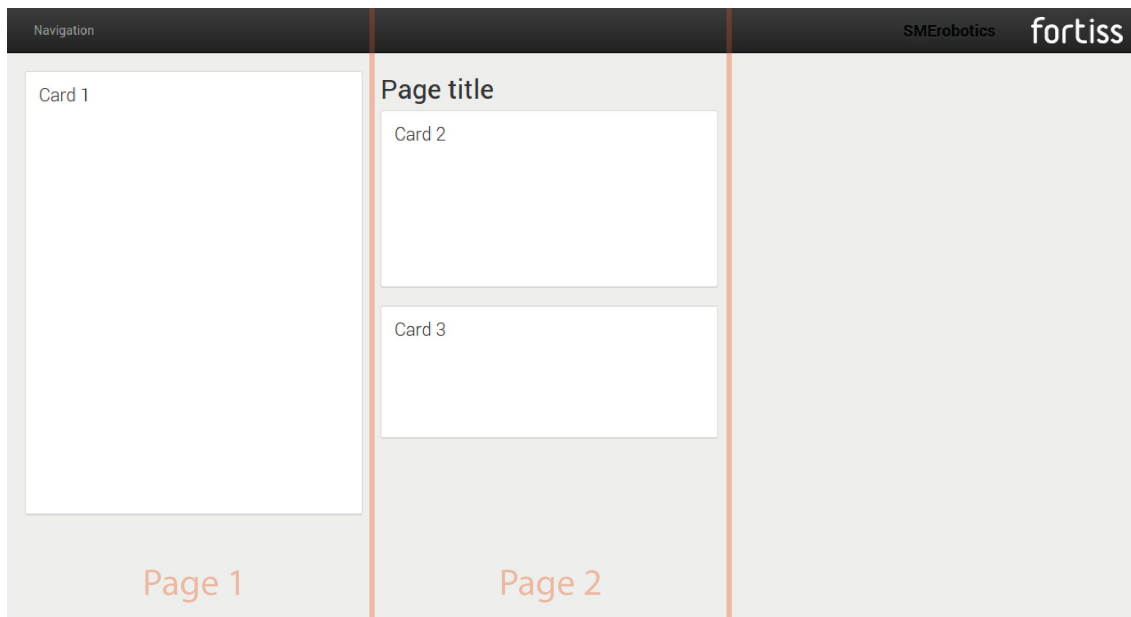 Navigation
SMErobotics
fortiss
Card 1
Page title
Card 2
Card 3
Page 1
Page 2